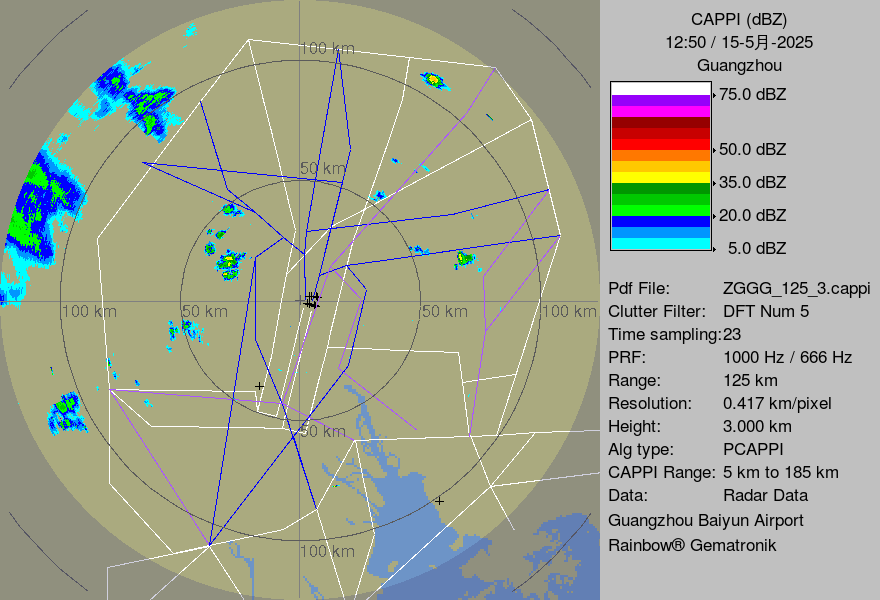 CAPPI (dBZ)
12:50 / 15-5月-2025
Guangzhou
75.0 dBZ
50.0 dBZ
35.0 dBZ
20.0 dBZ
5.0 dBZ
100 km
50 km
100 km
50 km
50 km
100 km
50 km
100 km
Pdf File: ZGGG_125_3.cappi
Clutter Filter: DFT Num 5
Time sampling:23
PRF: 1000 Hz / 666 Hz
Range: 125 km
Resolution: 0.417 km/pixel
Height: 3.000 km
Alg type: PCAPPI
CAPPI Range: 5 km to 185 km
Data: Radar Data
Guangzhou Baiyun Airport
Rainbow® Gematronik